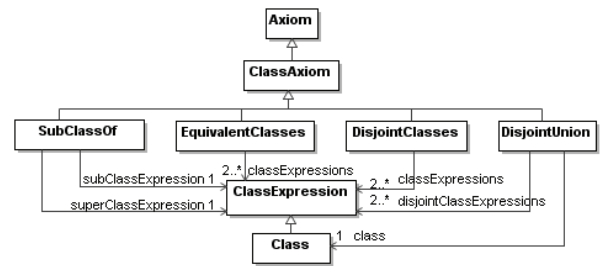 Axiom
ClassAxiom
SubClassOf
EquivalentClasses
DisjointClasses
DisjointUnion
2..* classExpressions
subClassExpression 1
2..* classExpressions
ClassExpression
superClassExpression 1
2..* disjointClassExpressions
1 class
Class